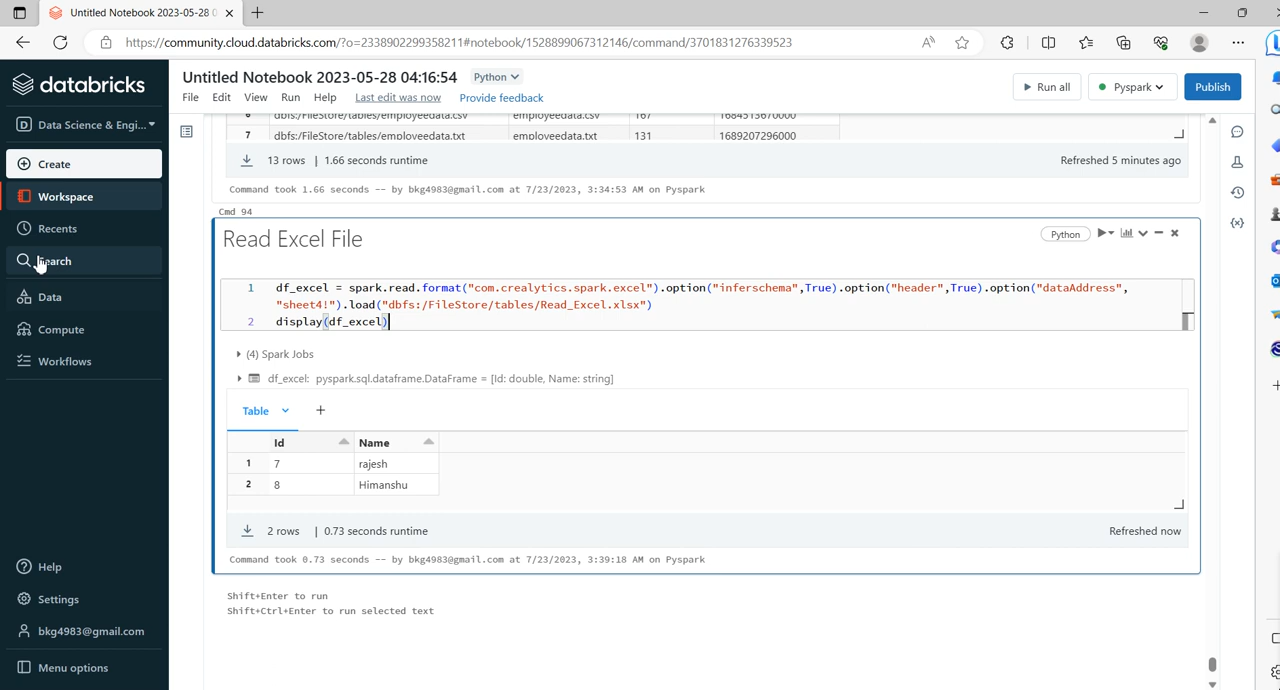 Untitled Notebook 2023-05-28 0
https://community.cloud.databricks.com/?o=2338902299358211#notebook/1528899067312146/command/3701831276339523
databricks
Data Science & Engi...
Create
Workspace
Recents
Search
Data
Compute
Workflows
Help
Settings
bkg4983@gmail.com
Menu options
Untitled Notebook 2023-05-28 04:16:54 Python
File Edit View Run Help Last edit was now Provide feedback
Run all Pyspark Publish
6 dbfs:/FileStore/tables/employeedata.csv employeedata.csv 167 1684513670000
7 dbfs:/FileStore/tables/employeedata.txt employeedata.txt 131 1689207296000
13 rows | 1.66 seconds runtime Refreshed 5 minutes ago
Command took 1.66 seconds -- by bkg4983@gmail.com at 7/23/2023, 3:34:53 AM on Pyspark
Cmd 94
Read Excel File Python
1 df_excel = spark.read.format("com.crealytics.spark.excel").option("inferschema",True).option("header",True).option("dataAddress",
"sheet4!").load("dbfs:/FileStore/tables/Read_Excel.xlsx")
2 display(df_excel)
(4) Spark Jobs
df_excel: pyspark.sql.dataframe.DataFrame = [Id: double, Name: string]
Table +
Id Name
1 7 rajesh
2 8 Himanshu
2 rows | 0.73 seconds runtime Refreshed now
Command took 0.73 seconds -- by bkg4983@gmail.com at 7/23/2023, 3:39:18 AM on Pyspark
Shift+Enter to run
Shift+Ctrl+Enter to run selected text